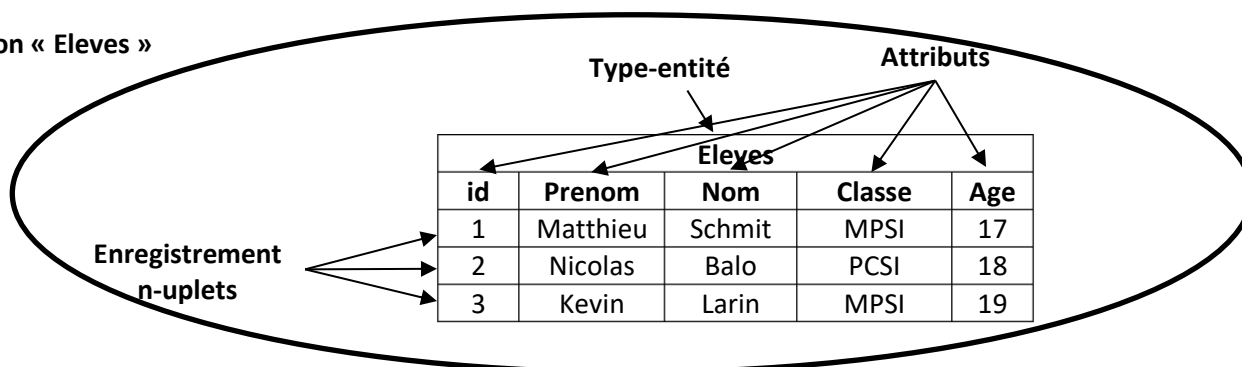 on « Eleves »
Type-entité
Attributs
Eleves
id Prenom Nom Classe Age
1 Matthieu Schmit MPSI 17
2 Nicolas Balo PCSI 18
3 Kevin Larin MPSI 19
Enregistrement
n-uplets